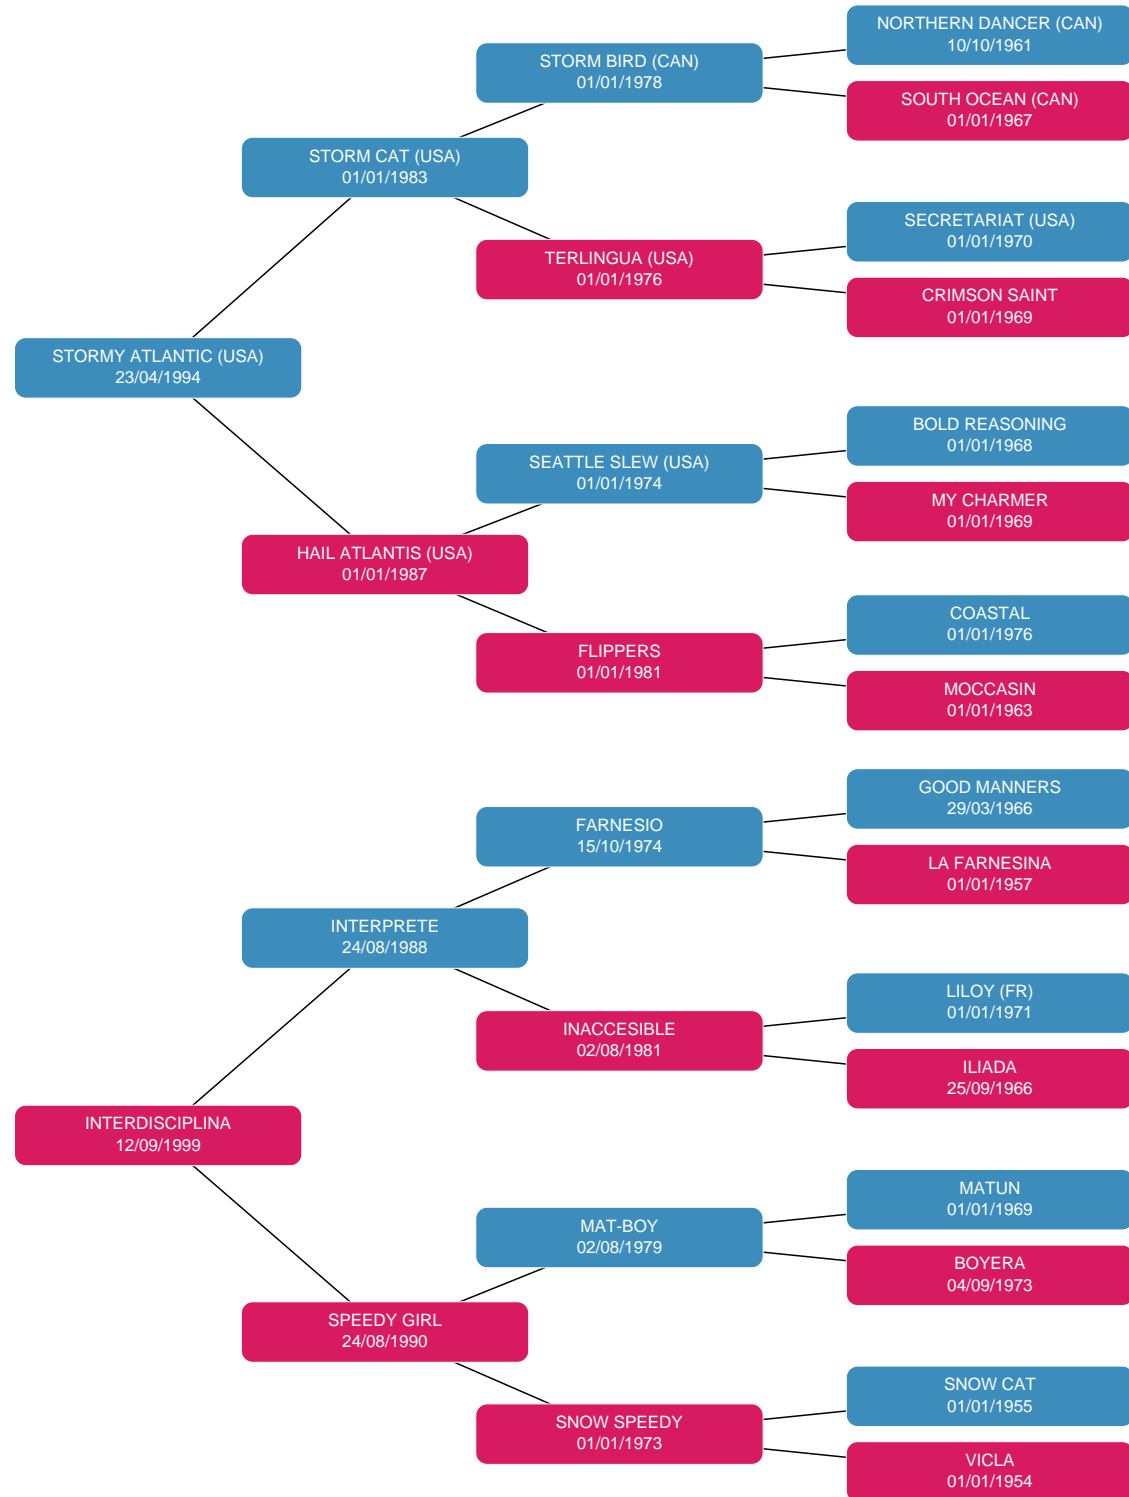 NORTHERN DANCER (CAN)
10/10/1961
STORM BIRD (CAN)
01/01/1978
SOUTH OCEAN (CAN)
01/01/1967
STORM CAT (USA)
01/01/1983
SECRETARIAT (USA)
01/01/1970
TERLINGUA (USA)
01/01/1976
CRIMSON SAINT
01/01/1969
STORMY ATLANTIC (USA)
23/04/1994
BOLD REASONING
01/01/1968
SEATTLE SLEW (USA)
01/01/1974
MY CHARMER
01/01/1969
HAIL ATLANTIS (USA)
01/01/1987
COASTAL
01/01/1976
FLIPPERS
01/01/1981
MOCCASIN
01/01/1963
GOOD MANNERS
29/03/1966
FARNESIO
15/10/1974
LA FARNESINA
01/01/1957
INTERPRETE
24/08/1988
LILOY (FR)
01/01/1971
INACCESIBLE
02/08/1981
ILIADA
25/09/1966
INTERDISCIPLINA
12/09/1999
MATUN
01/01/1969
MAT-BOY
02/08/1979
BOYERA
04/09/1973
SPEEDY GIRL
24/08/1990
SNOW CAT
01/01/1955
SNOW SPEEDY
01/01/1973
VICLA
01/01/1954